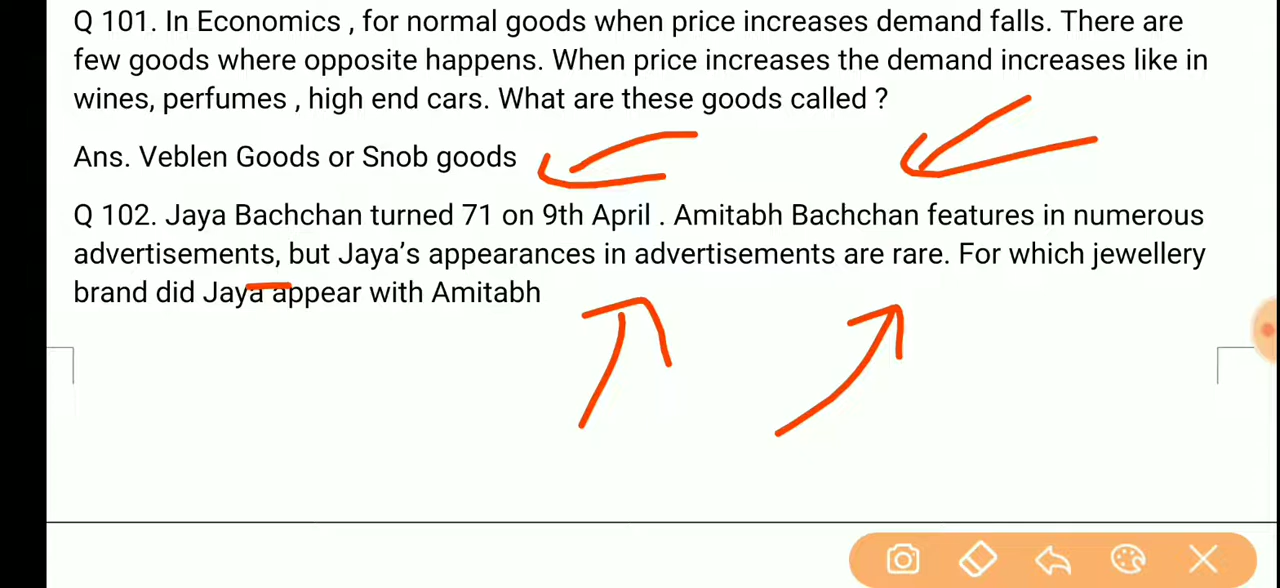 Q 101. In Economics , for normal goods when price increases demand falls. There are
few goods where opposite happens. When price increases the demand increases like in
wines, perfumes , high end cars. What are these goods called ?
Ans. Veblen Goods or Snob goods
Q 102. Jaya Bachchan turned 71 on 9th April . Amitabh Bachchan features in numerous
advertisements, but Jaya’s appearances in advertisements are rare. For which jewellery
brand did Jaya appear with Amitabh